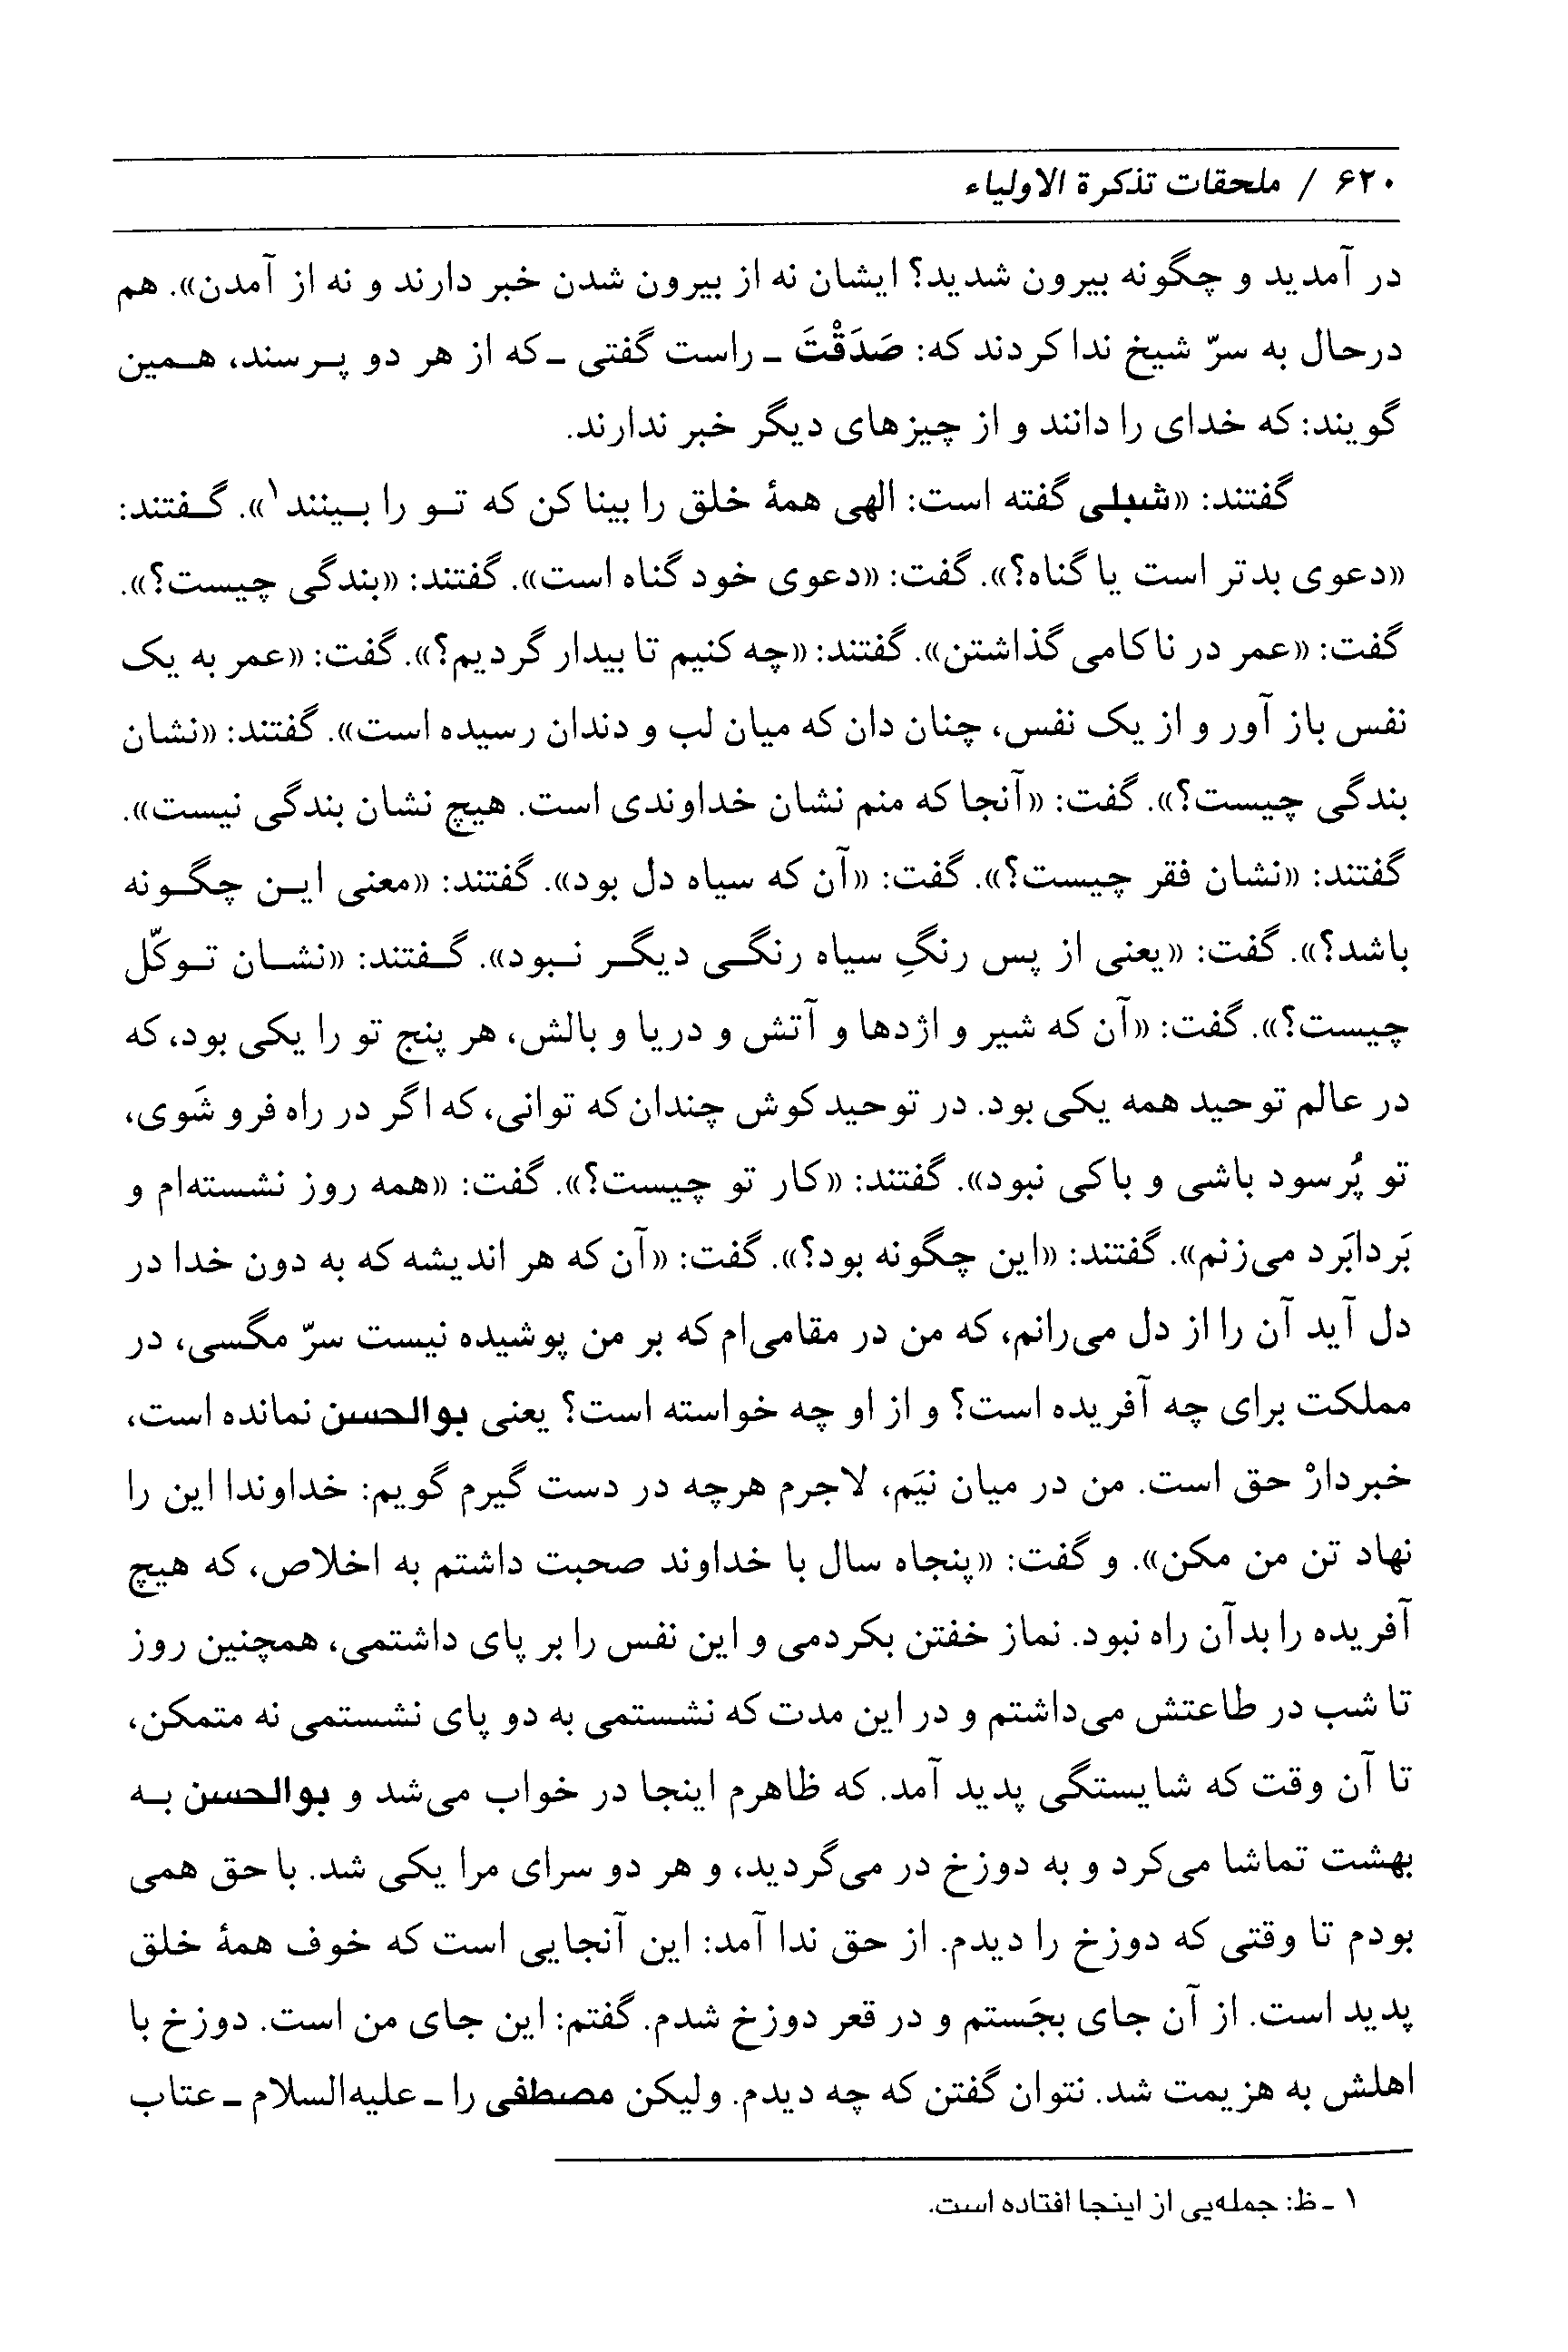 ۶۲۰ / ملحقات تذکرة الاولیاء
در آمدید و چگونه بیرون شدید؟ ایشان نه از بیرون شدن خبر دارند و نه از آمدن». هم
درحال به سرّ شیخ ندا کردند که: صَدَقْتَ ـ راست گفتی ـ که از هر دو پرسند، همین
گویند: که خدای را دانند و از چیزهای دیگر خبر ندارند.
گفتند: «شبلی گفته است: الهی همهٔ خلق را بینا کن که تو را بینند۱». گفتند:
«دعوی بدتر است یا گناه؟». گفت: «دعوی خود گناه است». گفتند: «بندگی چیست؟».
گفت: «عمر در ناکامی گذاشتن». گفتند: «چه کنیم تا بیدار گردیم؟». گفت: «عمر به یک
نفس باز آور و از یک نفس، چنان دان که میان لب و دندان رسیده است». گفتند: «نشان
بندگی چیست؟». گفت: «آنجا که منم نشان خداوندی است. هیچ نشان بندگی نیست».
گفتند: «نشان فقر چیست؟». گفت: «آن که سیاه دل بود». گفتند: «معنی این چگونه
باشد؟». گفت: «یعنی از پس رنگِ سیاه رنگی دیگر نبود». گفتند: «نشان توکّل
چیست؟». گفت: «آن که شیر و اژدها و آتش و دریا و بالش، هر پنج تو را یکی بود، که
در عالم توحید همه یکی بود. در توحید کوش چندان که توانی، که اگر در راه فرو شَوی،
تو پُرسود باشی و باکی نبود». گفتند: «کار تو چیست؟». گفت: «همه روز نشسته‌ام و
بَردابَرد می‌زنم». گفتند: «این چگونه بود؟». گفت: «آن که هر اندیشه که به دون خدا در
دل آید آن را از دل می‌رانم، که من در مقامی‌ام که بر من پوشیده نیست سرّ مگسی، در
مملکت برای چه آفریده است؟ و از او چه خواسته است؟ یعنی بوالحسن نمانده است،
خبردارْ حق است. من در میان نیَم، لاجرم هرچه در دست گیرم گویم: خداوندا این را
نهاد تن من مکن». و گفت: «پنجاه سال با خداوند صحبت داشتم به اخلاص، که هیچ
آفریده را بدآن راه نبود. نماز خفتن بکردمی و این نفس را بر پای داشتمی، همچنین روز
تا شب در طاعتش می‌داشتم و در این مدت که نشستمی به دو پای نشستمی نه متمکن،
تا آن وقت که شایستگی پدید آمد. که ظاهرم اینجا در خواب می‌شد و بوالحسن به
بهشت تماشا می‌کرد و به دوزخ در می‌گردید، و هر دو سرای مرا یکی شد. با حق همی
بودم تا وقتی که دوزخ را دیدم. از حق ندا آمد: این آنجایی است که خوف همهٔ خلق
پدید است. از آن جای بجَستم و در قعر دوزخ شدم. گفتم: این جای من است. دوزخ با
اهلش به هزیمت شد. نتوان گفتن که چه دیدم. ولیکن مصطفی را ـ علیه‌السلام ـ عتاب
۱ ـ ظ: جمله‌یی از اینجا افتاده است.